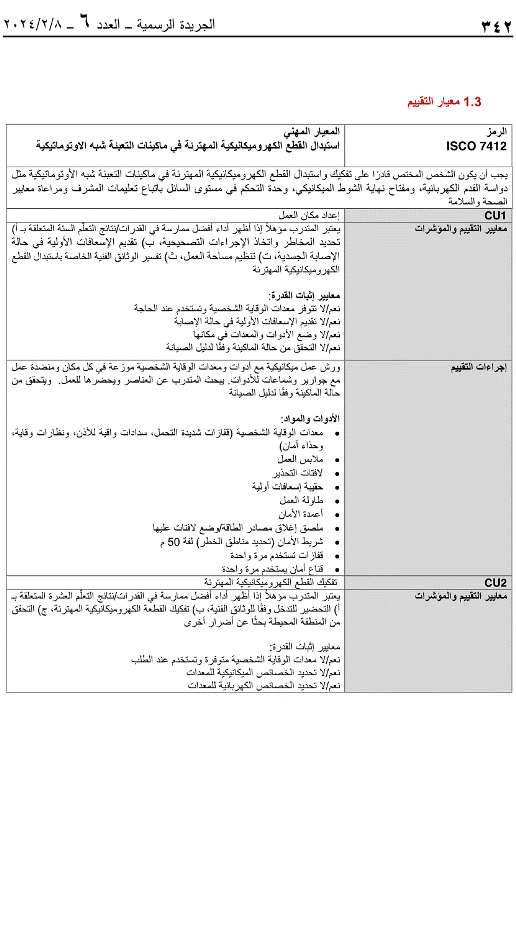 ٣٤٢
الجريدة الرسمية – العدد ٦ – ٢٠٢٤/٢/٨
1.3 معيار التقييم
الرمز
ISCO 7412
المعيار المهني
استبدال القطع الكهروميكانيكية المهترئة في ماكينات التعبئة شبه الاوتوماتيكية
يجب أن يكون الشخص المختص قادرًا على تفكيك واستبدال القطع الكهروميكانيكية المهترئة في ماكينات التعبئة شبه الأوتوماتيكية مثل
دواسة القدم الكهربائية، ومفتاح نهاية الشوط الميكانيكي، وحدة التحكم في مستوى السائل باتباع تعليمات المشرف ومراعاة معايير
الصحة والسلامة
CU1
إعداد مكان العمل
معايير التقييم والمؤشرات
يعتبر المتدرب مؤهلاً إذا أظهر أداء أفضل ممارسة في القدرات/نتائج التعلّم الستة المتعلقة بـ أ)
تحديد المخاطر واتخاذ الإجراءات التصحيحية، ب) تقديم الإسعافات الأولية في حالة
الإصابة الجسدية، ت) تنظيم مساحة العمل، ث) تفسير الوثائق الفنية الخاصة باستبدال القطع
الكهروميكانيكية المهترئة
معايير إثبات القدرة:
نعم/لا تتوفر معدات الوقاية الشخصية وتستخدم عند الحاجة
نعم/لا تقديم الإسعافات الأولية في حالة الإصابة
نعم/لا وضع الأدوات والمعدات في مكانها
نعم/لا التحقق من حالة الماكينة وفقًا لدليل الصيانة
إجراءات التقييم
ورش عمل ميكانيكية مع أدوات ومعدات الوقاية الشخصية موزعة في كل مكان ومنضدة عمل
مع جوارير وشماعات للأدوات. يبحث المتدرب عن العناصر ويحضرها للعمل. ويتحقق من
حالة الماكينة وفقًا لدليل الصيانة
الأدوات والمواد:
• معدات الوقاية الشخصية (قفازات شديدة التحمل، سدادات واقية للأذن، ونظارات وقاية،
وحذاء أمان)
• ملابس العمل
• لافتات التحذير
• حقيبة إسعافات أولية
• طاولة العمل
• أعمدة الأمان
• ملصق إغلاق مصادر الطاقة/وضع لافتات عليها
• شريط الأمان (تحديد مناطق الخطر) لفة 50 م
• قفازات تستخدم مرة واحدة
• قناع أمان يستخدم مرة واحدة
CU2
تفكيك القطع الكهروميكانيكية المهترئة
معايير التقييم والمؤشرات
يعتبر المتدرب مؤهلاً إذا أظهر أداء أفضل ممارسة في القدرات/نتائج التعلّم العشرة المتعلقة بـ
أ) التحضير للتدخل وفقًا للوثائق الفنية، ب) تفكيك القطعة الكهروميكانيكية المهترئة، ج) التحقق
من المنطقة المحيطة بحثًا عن أضرار أخرى
معايير إثبات القدرة:
نعم/لا معدات الوقاية الشخصية متوفرة وتستخدم عند الطلب
نعم/لا تحديد الخصائص الميكانيكية للمعدات
نعم/لا تحديد الخصائص الكهربائية للمعدات